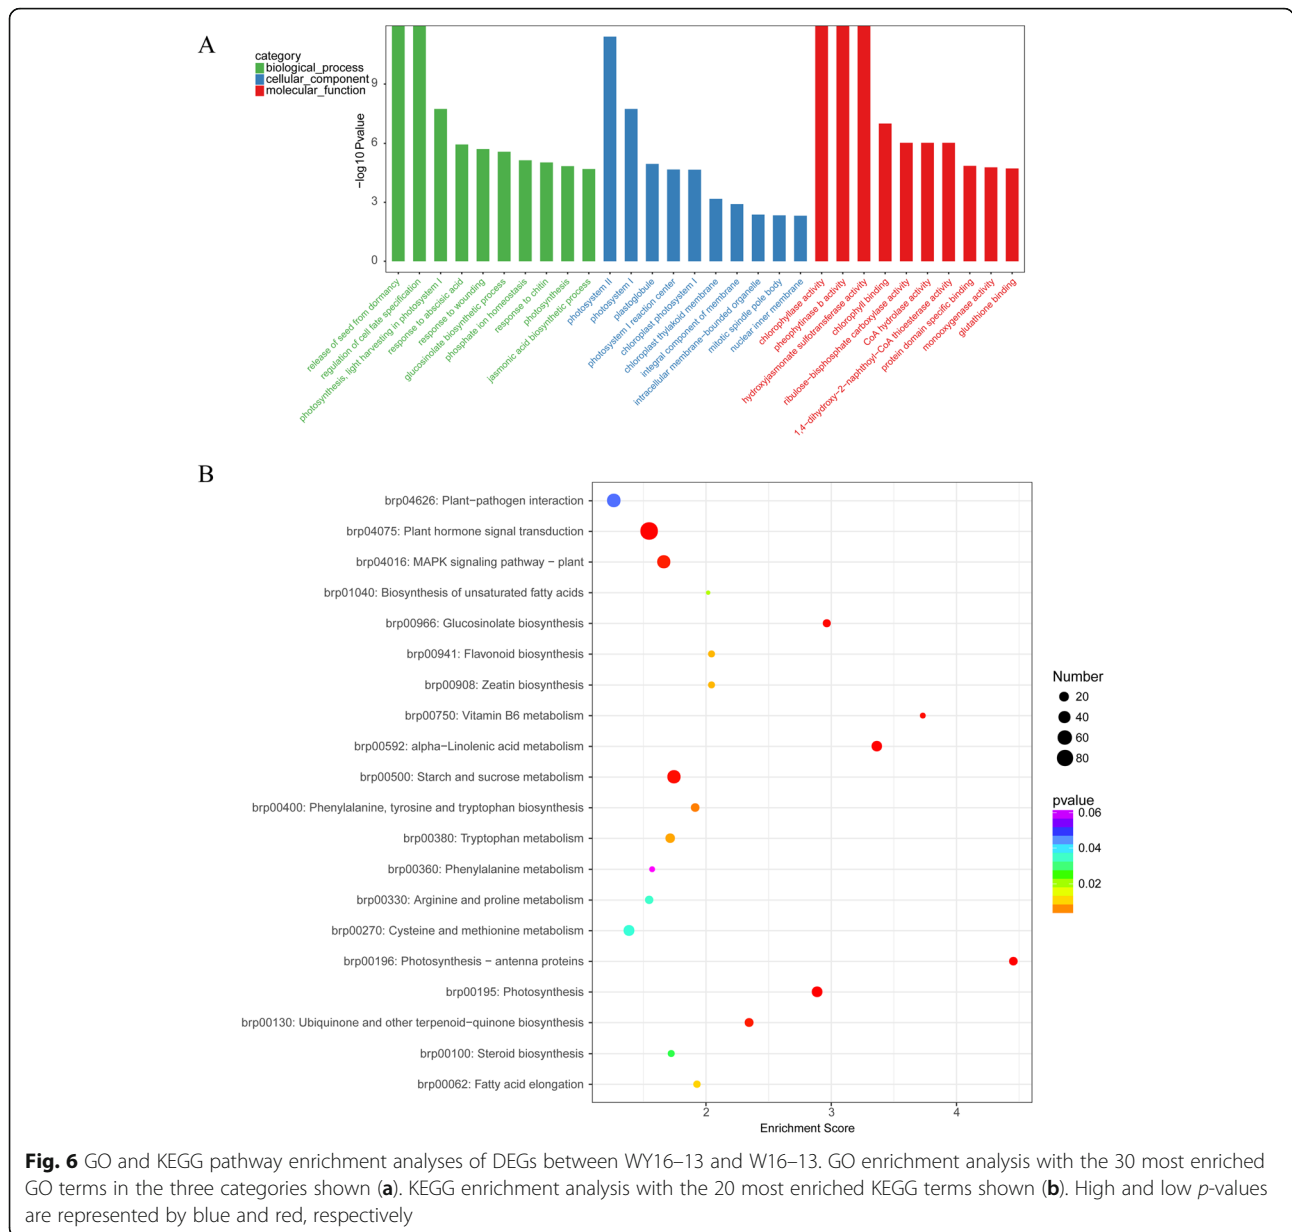 A
category
biological_process
cellular_component
molecular_function
−log10 Pvalue
9
6
3
0
release of seed dormancy
regulation of cell fate specification
photosynthesis, light harvesting in photosystem I
response to abscisic acid
response to wounding
glucosinolate biosynthetic process
phosphate ion homeostasis
response to chitin
photosynthesis
jasmonic acid biosynthetic process
photosystem II
photosystem I
plastoglobule
photosystem I reaction center
chloroplast photosystem I
chloroplast thylakoid membrane
integral component of membrane
intracellular membrane−bounded organelle
mitotic spindle pole body
nuclear inner membrane
chlorophyllase activity
pheophytinase b activity
hydroxyjasmonate sulfotransferase activity
chlorophyll binding
ribulose−bisphosphate carboxylase activity
CoA hydrolase activity
1,4−dihydroxy−2−naphthoyl−CoA thioesterase activity
protein domain specific binding
monooxygenase activity
glutathione binding
B
brp04626: Plant−pathogen interaction
brp04075: Plant hormone signal transduction
brp04016: MAPK signaling pathway − plant
brp01040: Biosynthesis of unsaturated fatty acids
brp00966: Glucosinolate biosynthesis
brp00941: Flavonoid biosynthesis
brp00908: Zeatin biosynthesis
brp00750: Vitamin B6 metabolism
brp00592: alpha−Linolenic acid metabolism
brp00500: Starch and sucrose metabolism
brp00400: Phenylalanine, tyrosine and tryptophan biosynthesis
brp00380: Tryptophan metabolism
brp00360: Phenylalanine metabolism
brp00330: Arginine and proline metabolism
brp00270: Cysteine and methionine metabolism
brp00196: Photosynthesis − antenna proteins
brp00195: Photosynthesis
brp00130: Ubiquinone and other terpenoid−quinone biosynthesis
brp00100: Steroid biosynthesis
brp00062: Fatty acid elongation
2 3 4
Enrichment Score
Number
20
40
60
80
pvalue
0.06
0.04
0.02
Fig. 6 GO and KEGG pathway enrichment analyses of DEGs between WY16–13 and W16–13. GO enrichment analysis with the 30 most enriched
GO terms in the three categories shown (a). KEGG enrichment analysis with the 20 most enriched KEGG terms shown (b). High and low p-values
are represented by blue and red, respectively